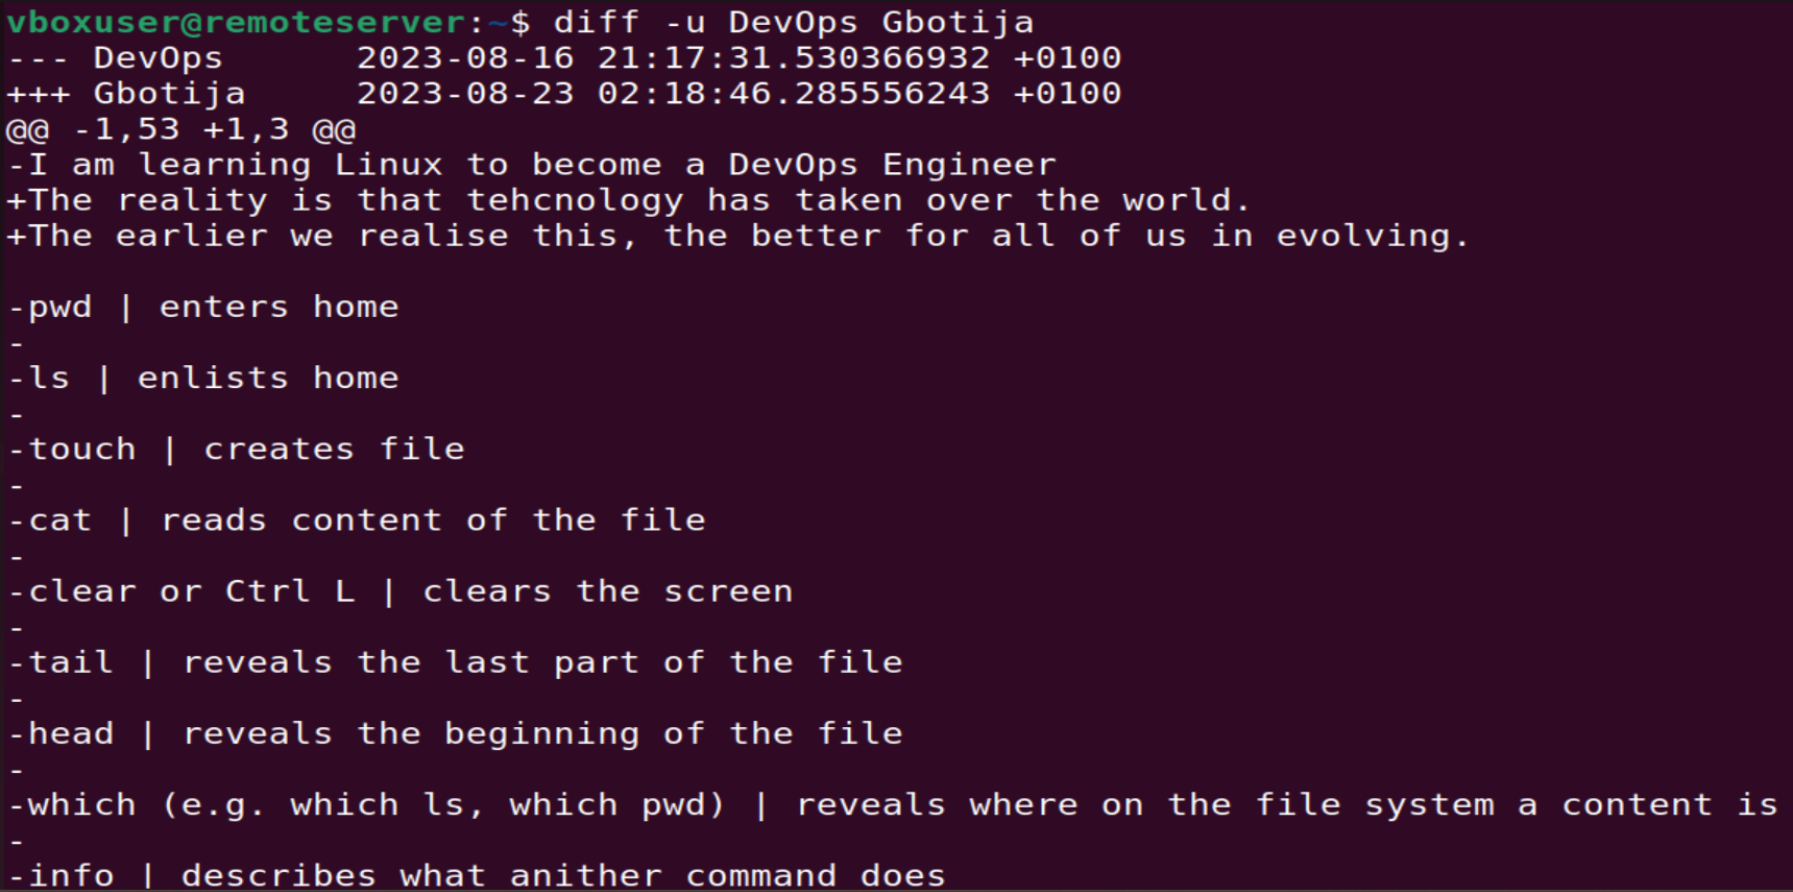 vboxuser@remoteserver:~$ diff -u DevOps Gbotija
--- DevOps	2023-08-16 21:17:31.530366932 +0100
+++ Gbotija	2023-08-23 02:18:46.285556243 +0100
@@ -1,53 +1,3 @@
-I am learning Linux to become a DevOps Engineer
+The reality is that tehcnology has taken over the world.
+The earlier we realise this, the better for all of us in evolving.

-pwd | enters home
-
-ls | enlists home
-
-touch | creates file
-
-cat | reads content of the file
-
-clear or Ctrl L | clears the screen
-
-tail | reveals the last part of the file
-
-head | reveals the beginning of the file
-
-which (e.g. which ls, which pwd) | reveals where on the file system a content is
-
-info | describes what anither command does